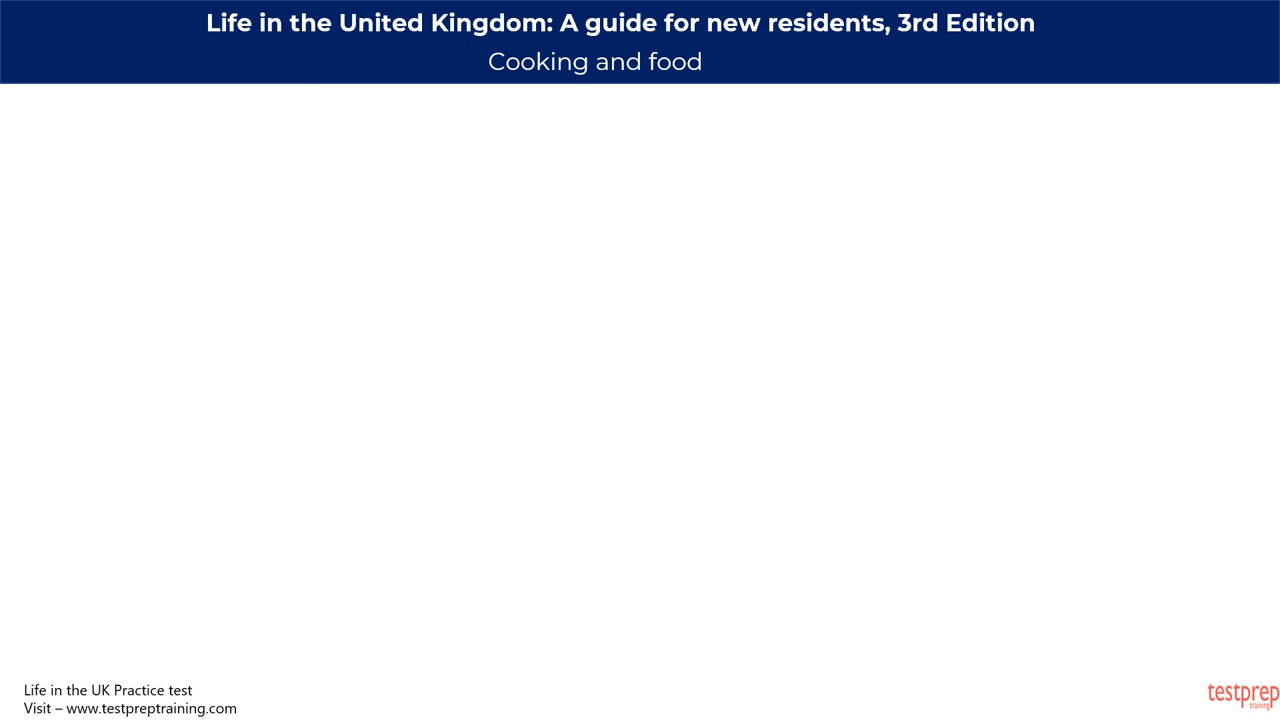 Life in the United Kingdom: A guide for new residents, 3rd Edition
Cooking and food
Life in the UK Practice test
Visit – www.testpreptraining.com
testprep
training